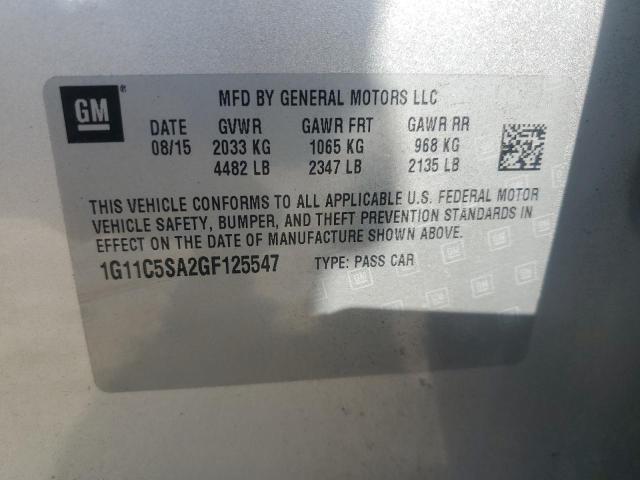 GM ®
MFD BY GENERAL MOTORS LLC
DATE GVWR GAWR FRT GAWR RR
08/15 2033 KG 1065 KG 968 KG
4482 LB 2347 LB 2135 LB
THIS VEHICLE CONFORMS TO ALL APPLICABLE U.S. FEDERAL MOTOR
VEHICLE SAFETY, BUMPER, AND THEFT PREVENTION STANDARDS IN
EFFECT ON THE DATE OF MANUFACTURE SHOWN ABOVE.
1G11C5SA2GF125547 TYPE: PASS CAR